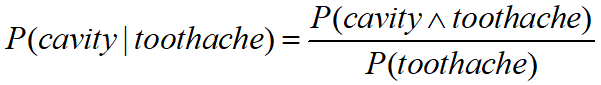 P(cavity | toothache) = P(cavity ∧ toothache) / P(toothache)